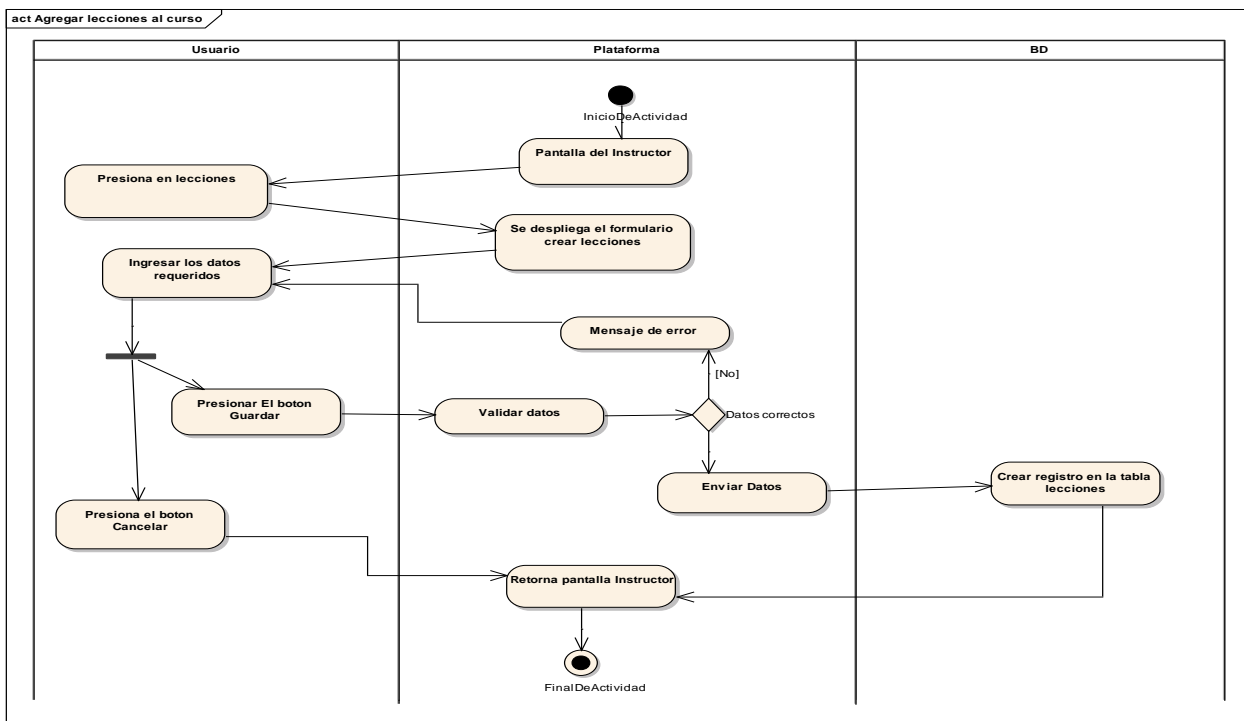 act Agregar lecciones al curso
Usuario
Plataforma
BD
InicioDeActividad
Pantalla del Instructor
Presiona en lecciones
Se despliega el formulario
crear lecciones
Ingresar los datos
requeridos
Mensaje de error
[No]
Presionar El boton
Guardar
Validar datos
Datos correctos
Enviar Datos
Crear registro en la tabla
lecciones
Presiona el boton
Cancelar
Retorna pantalla Instructor
FinalDeActividad